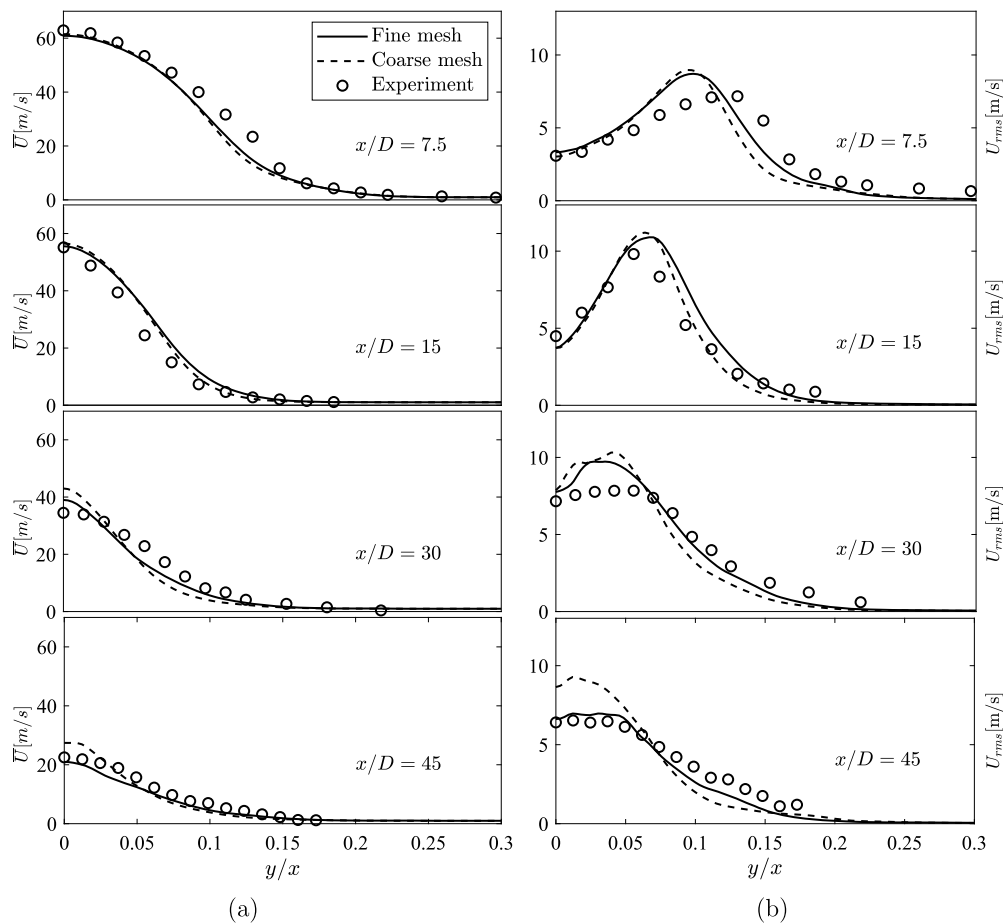 60
40
20
0
U̅[m/s]
Fine mesh
Coarse mesh
Experiment
x/D = 7.5
10
5
0
U_rms[m/s]
x/D = 7.5
60
40
20
0
U̅[m/s]
x/D = 15
10
5
0
U_rms[m/s]
x/D = 15
60
40
20
0
U̅[m/s]
x/D = 30
10
5
0
U_rms[m/s]
x/D = 30
60
40
20
0
U̅[m/s]
x/D = 45
10
5
0
U_rms[m/s]
x/D = 45
0 0.05 0.1 0.15 0.2 0.25 0.3
y/x
0 0.05 0.1 0.15 0.2 0.25 0.3
y/x
(a)
(b)